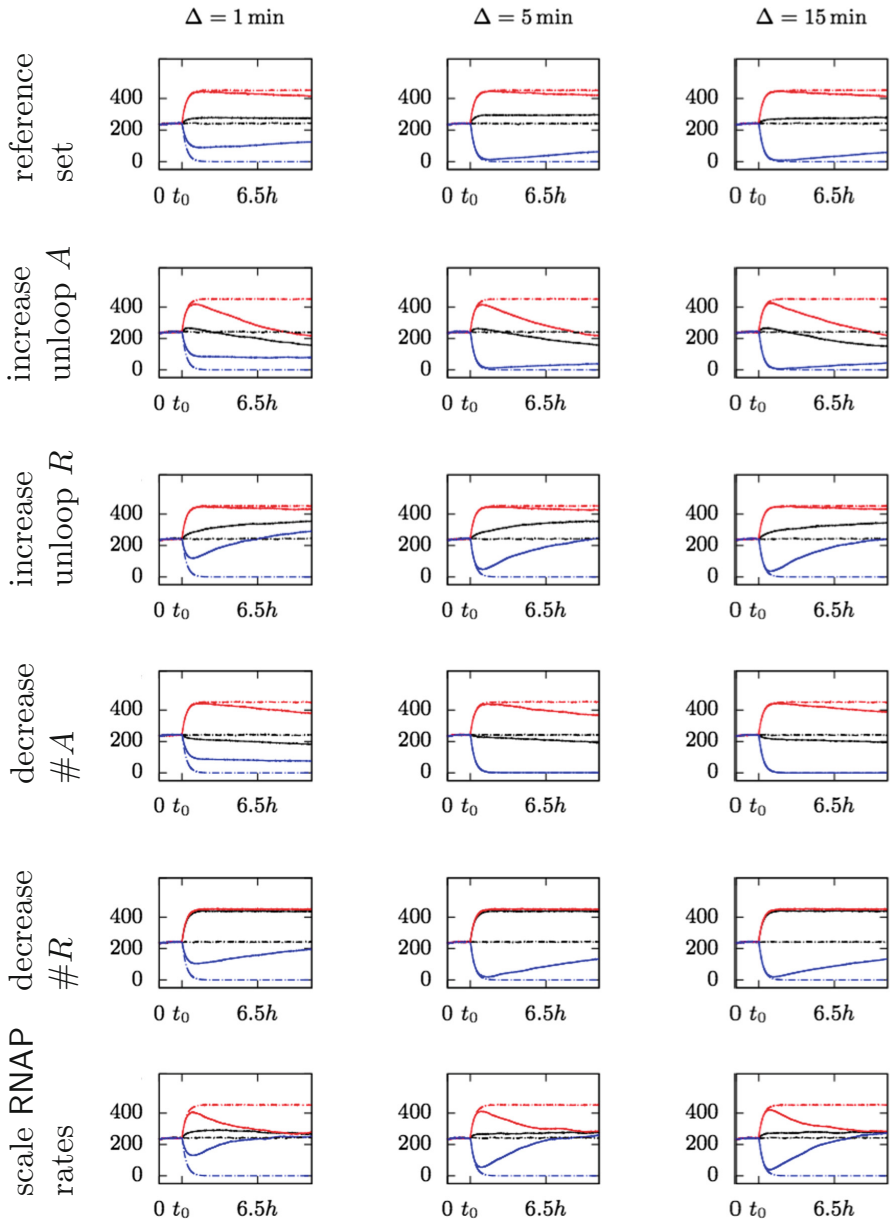 Δ = 1 min Δ = 5 min Δ = 15 min
reference
set
400 400 400
200 200 200
0 0 0
0 t₀ 6.5h 0 t₀ 6.5h 0 t₀ 6.5h
increase
unloop A
400 400 400
200 200 200
0 0 0
0 t₀ 6.5h 0 t₀ 6.5h 0 t₀ 6.5h
increase
unloop R
400 400 400
200 200 200
0 0 0
0 t₀ 6.5h 0 t₀ 6.5h 0 t₀ 6.5h
decrease
#A
400 400 400
200 200 200
0 0 0
0 t₀ 6.5h 0 t₀ 6.5h 0 t₀ 6.5h
decrease
#R
400 400 400
200 200 200
0 0 0
0 t₀ 6.5h 0 t₀ 6.5h 0 t₀ 6.5h
scale RNAP
rates
400 400 400
200 200 200
0 0 0
0 t₀ 6.5h 0 t₀ 6.5h 0 t₀ 6.5h